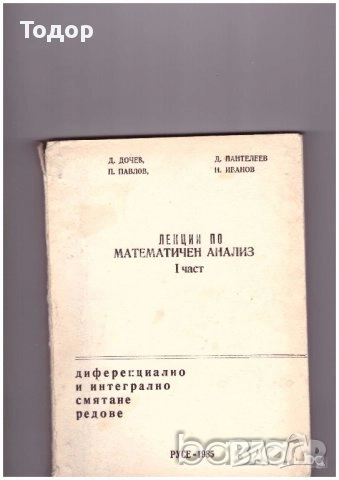 Тодор
Д. ДОЧЕВ, Д. ПАНТЕЛЕЕВ
П. ПАВЛОВ, Н. ИВАНОВ
ЛЕКЦИИ ПО
МАТЕМАТИЧЕН АНАЛИЗ
I част
диференциално
и интегрално
смятане
редове
РУСЕ-1985